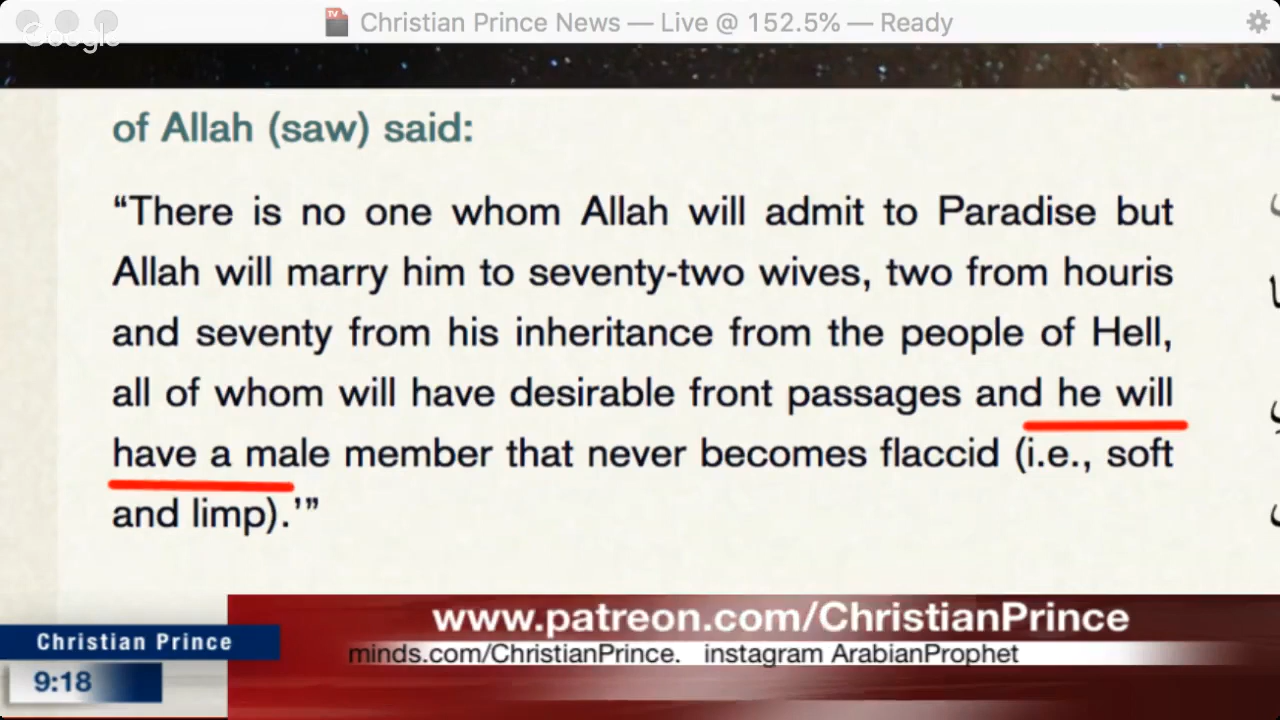 Christian Prince News — Live @ 152.5% — Ready
Google
of Allah (saw) said:
“There is no one whom Allah will admit to Paradise but
Allah will marry him to seventy-two wives, two from houris
and seventy from his inheritance from the people of Hell,
all of whom will have desirable front passages and he will
have a male member that never becomes flaccid (i.e., soft
and limp).’”
www.patreon.com/ChristianPrince
Christian Prince
minds.com/ChristianPrince. instagram ArabianProphet
9:18